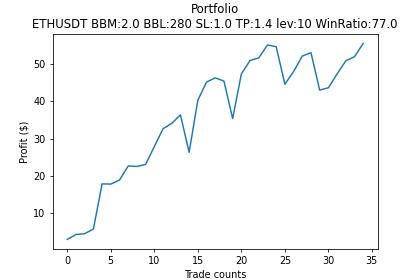 Portfolio
ETHUSDT BBM:2.0 BBL:280 SL:1.0 TP:1.4 lev:10 WinRatio:77.0
Profit ($)
50
40
30
20
10
0 5 10 15 20 25 30 35
Trade counts